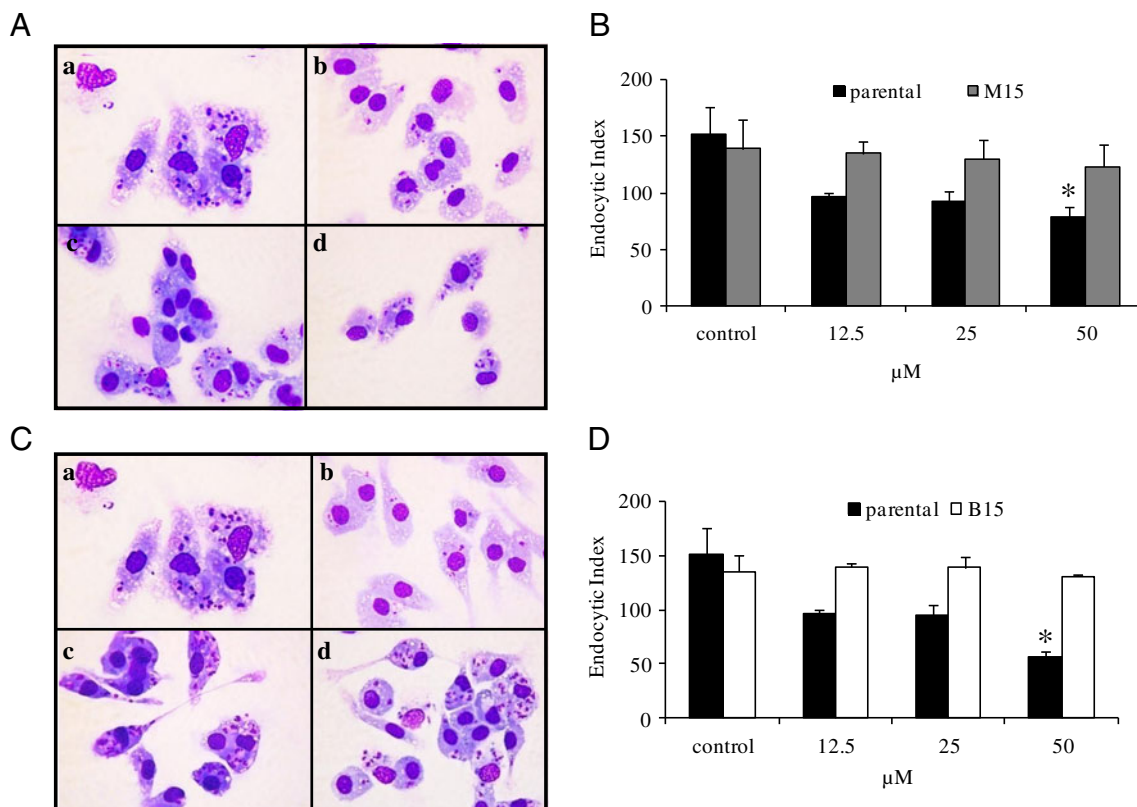 A
a
b
c
d
B
parental M15
Endocytic Index
200
150
100
50
0
*
control 12.5 25 50
µM
C
a
b
c
d
D
parental B15
Endocytic Index
200
150
100
50
0
*
control 12.5 25 50
µM